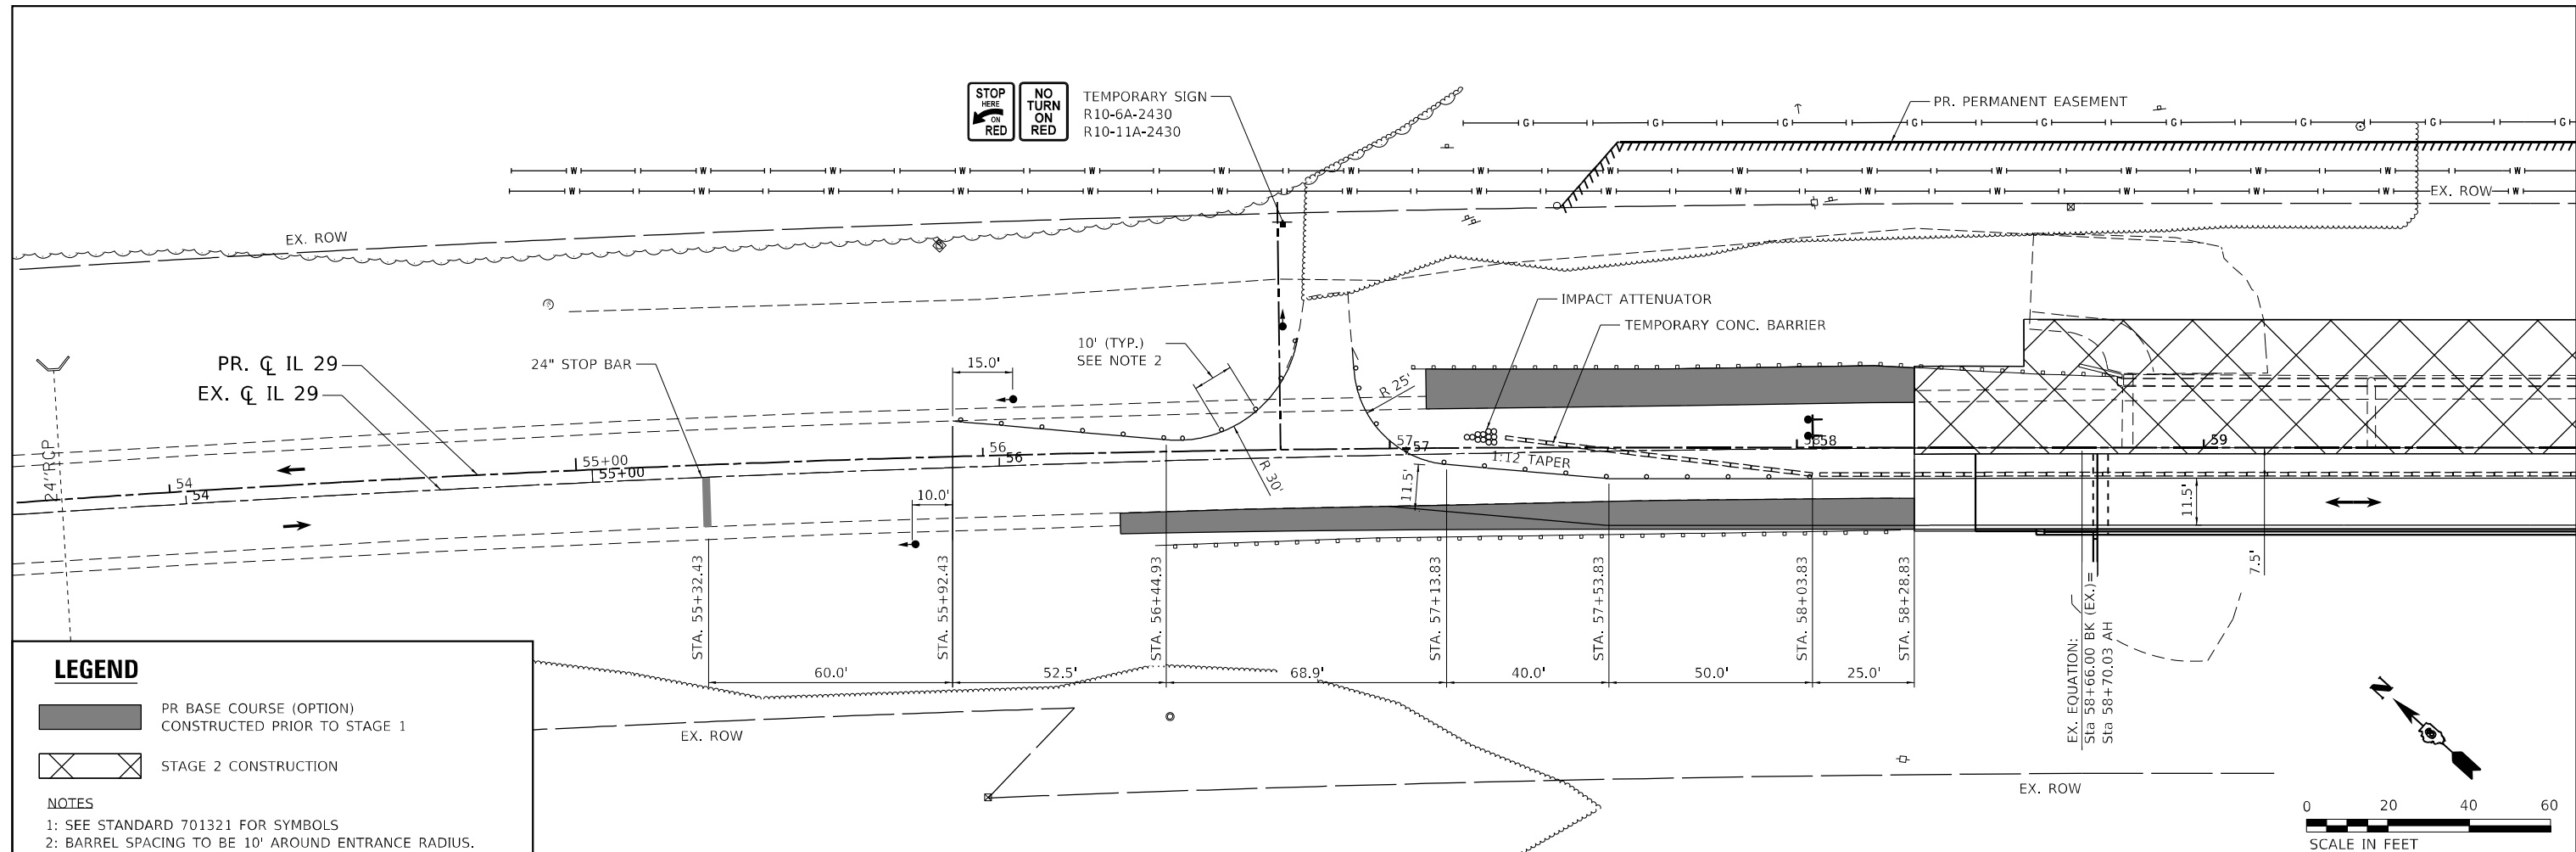 STOP
HERE
ON
RED
NO
TURN
ON
RED
TEMPORARY SIGN
R10-6A-2430
R10-11A-2430
PR. PERMANENT EASEMENT
G G G G G G G G G
W W W W W W W W W W W W W W W
W W W W W W W W W W W W W W W W
EX. ROW
EX. ROW
IMPACT ATTENUATOR
TEMPORARY CONC. BARRIER
10' (TYP.)
SEE NOTE 2
15.0'
24" STOP BAR
PR. ℄ IL 29
EX. ℄ IL 29
R 25'
R 30'
1:12 TAPER
24"RCP
54
54
55+00
55+00
56
56
57
57
58
59
10.0'
11.5'
11.5'
7.5'
STA. 55+32.43
STA. 55+92.43
STA. 56+44.93
STA. 57+13.83
STA. 57+53.83
STA. 58+03.83
STA. 58+28.83
60.0'
52.5'
68.9'
40.0'
50.0'
25.0'
EX. EQUATION:
Sta 58+66.00 BK (EX.)=
Sta 58+70.03 AH
EX. ROW
EX. ROW
N
0 20 40 60
SCALE IN FEET
LEGEND
PR BASE COURSE (OPTION)
CONSTRUCTED PRIOR TO STAGE 1
STAGE 2 CONSTRUCTION
NOTES
1: SEE STANDARD 701321 FOR SYMBOLS
2: BARREL SPACING TO BE 10' AROUND ENTRANCE RADIUS.